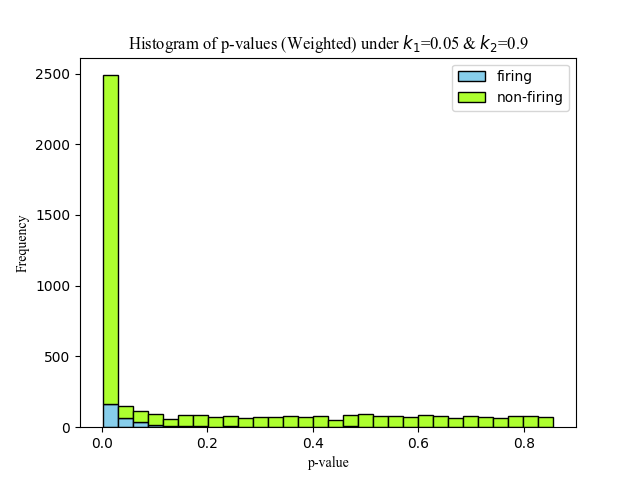 Histogram of p-values (Weighted) under k₁=0.05 & k₂=0.9
firing
non-firing
2500
2000
1500
1000
500
0
Frequency
0.0 0.2 0.4 0.6 0.8
p-value